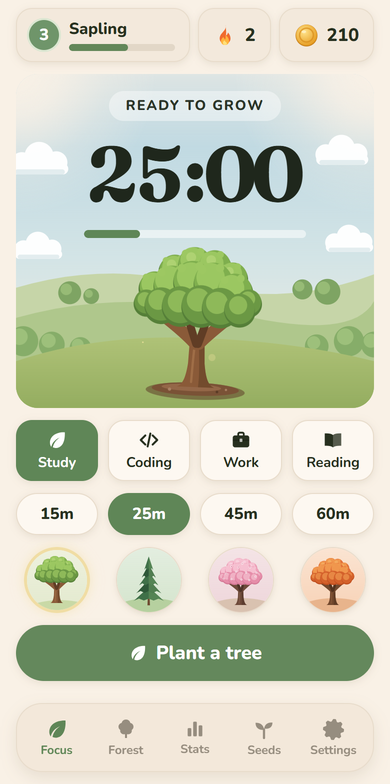 3 Sapling 2 210
READY TO GROW
25:00
Study Coding Work Reading
15m 25m 45m 60m
Plant a tree
Focus Forest Stats Seeds Settings